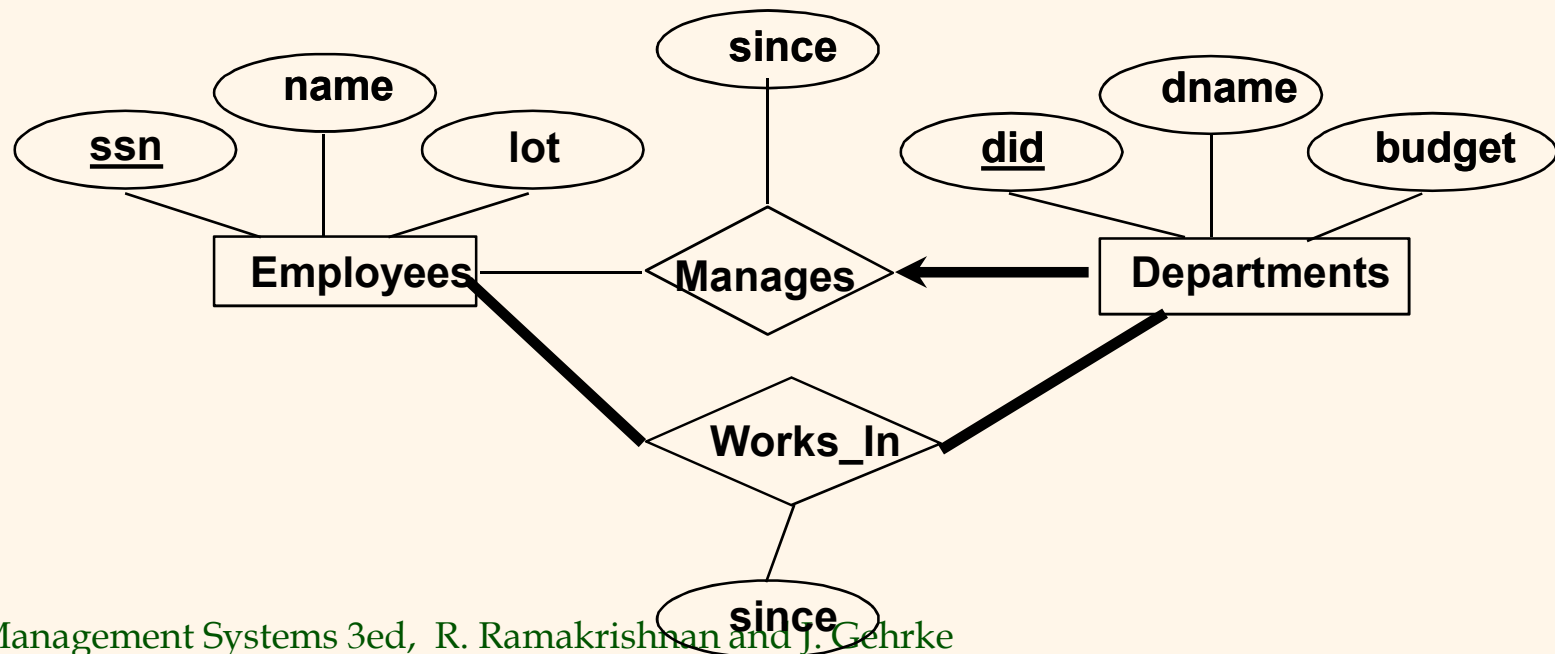 since
name
dname
ssn
lot
did
budget
Employees
Manages
Departments
Works_In
since
Management Systems 3ed, R. Ramakrishnan and J. Gehrke